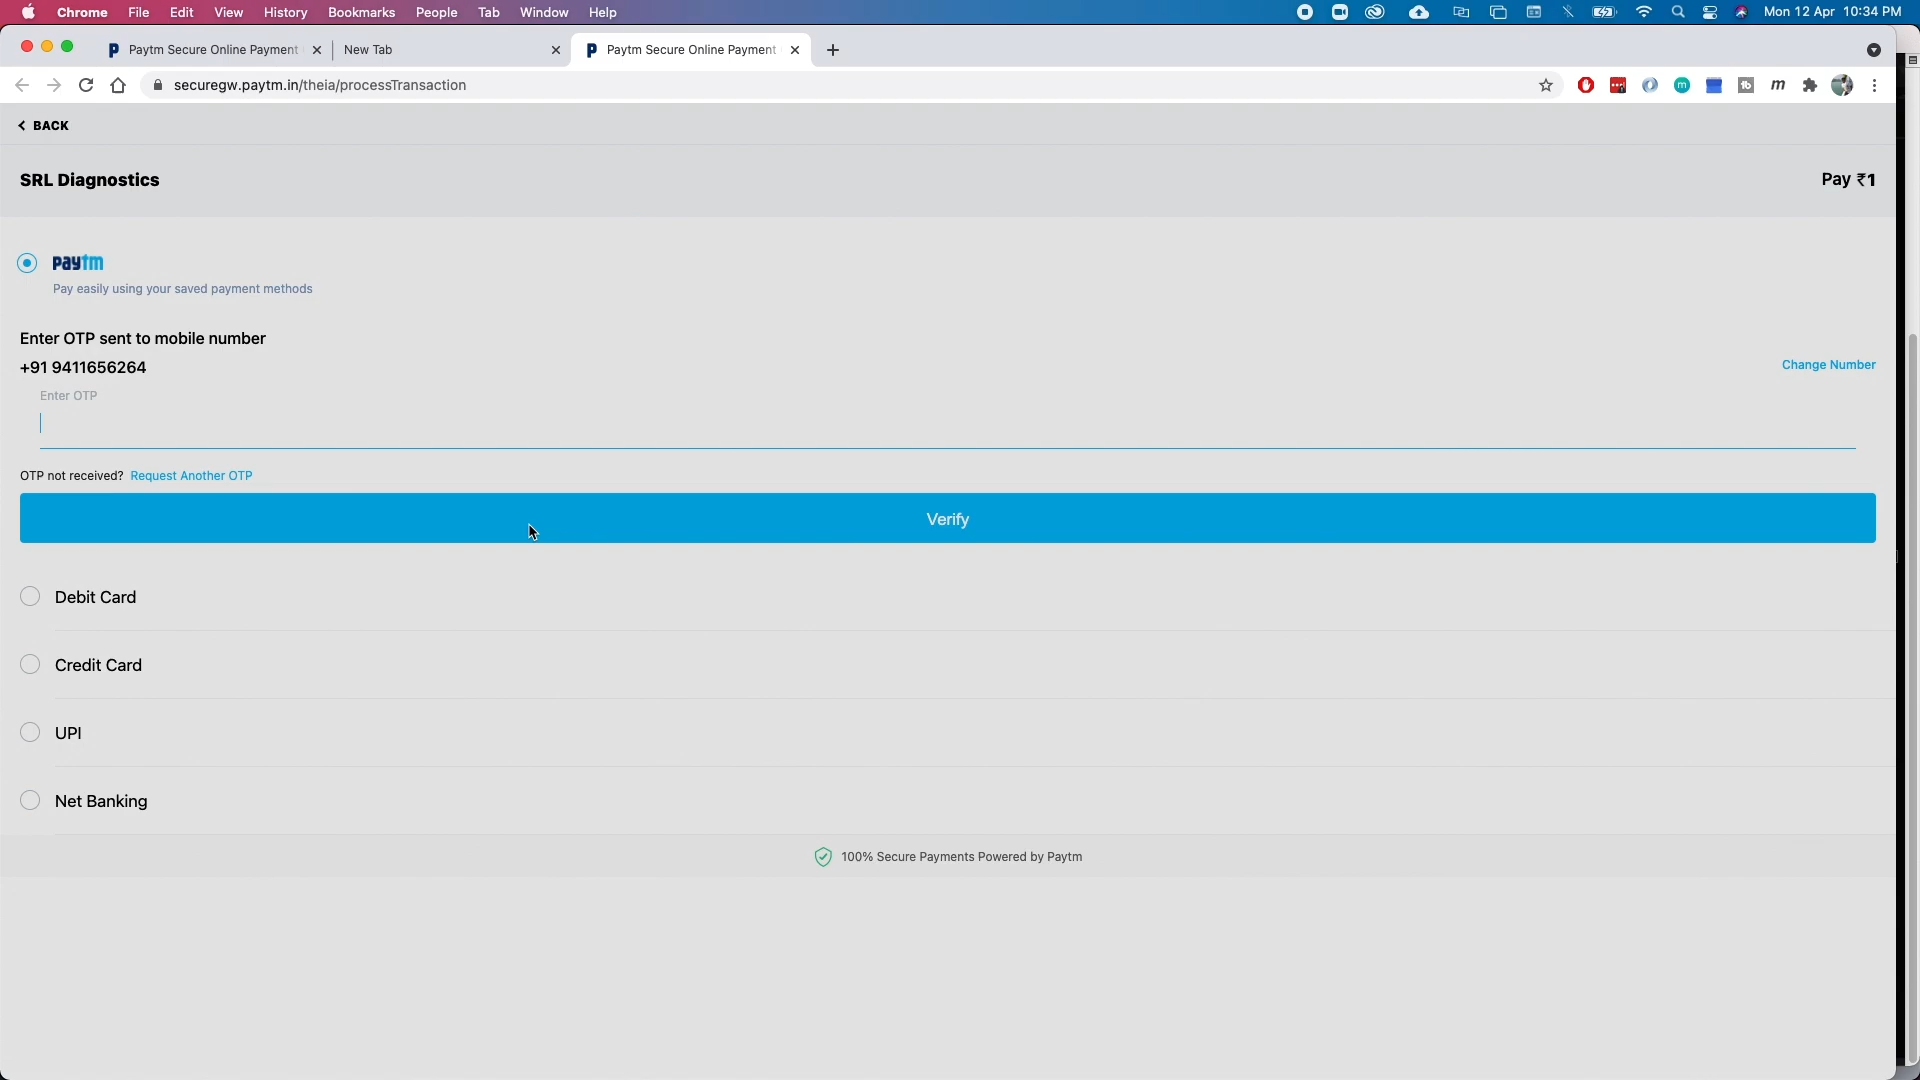 Chrome File Edit View History Bookmarks People Tab Window Help Mon 12 Apr 10:34 PM
Paytm Secure Online Payment New Tab Paytm Secure Online Payment
securegw.paytm.in/theia/processTransaction
BACK
SRL Diagnostics Pay ₹1
paytm
Pay easily using your saved payment methods
Enter OTP sent to mobile number
+91 9411656264 Change Number
Enter OTP
OTP not received? Request Another OTP
Verify
Debit Card
Credit Card
UPI
Net Banking
100% Secure Payments Powered by Paytm